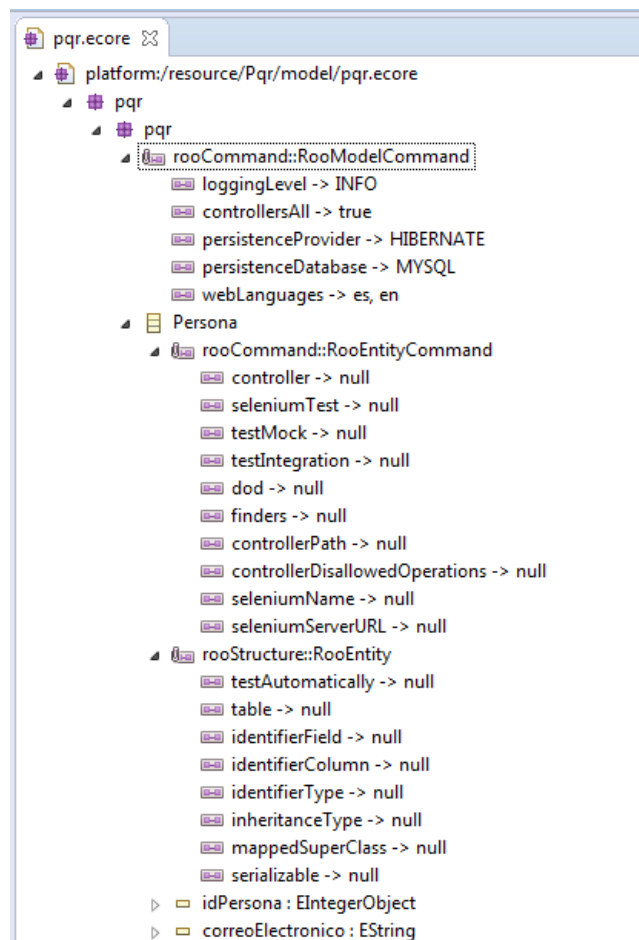 pqr.ecore
platform:/resource/Pqr/model/pqr.ecore
pqr
pqr
rooCommand::RooModelCommand
loggingLevel -> INFO
controllersAll -> true
persistenceProvider -> HIBERNATE
persistenceDatabase -> MYSQL
webLanguages -> es, en
Persona
rooCommand::RooEntityCommand
controller -> null
seleniumTest -> null
testMock -> null
testIntegration -> null
dod -> null
finders -> null
controllerPath -> null
controllerDisallowedOperations -> null
seleniumName -> null
seleniumServerURL -> null
rooStructure::RooEntity
testAutomatically -> null
table -> null
identifierField -> null
identifierColumn -> null
identifierType -> null
inheritanceType -> null
mappedSuperClass -> null
serializable -> null
idPersona : EIntegerObject
correoElectronico : EString